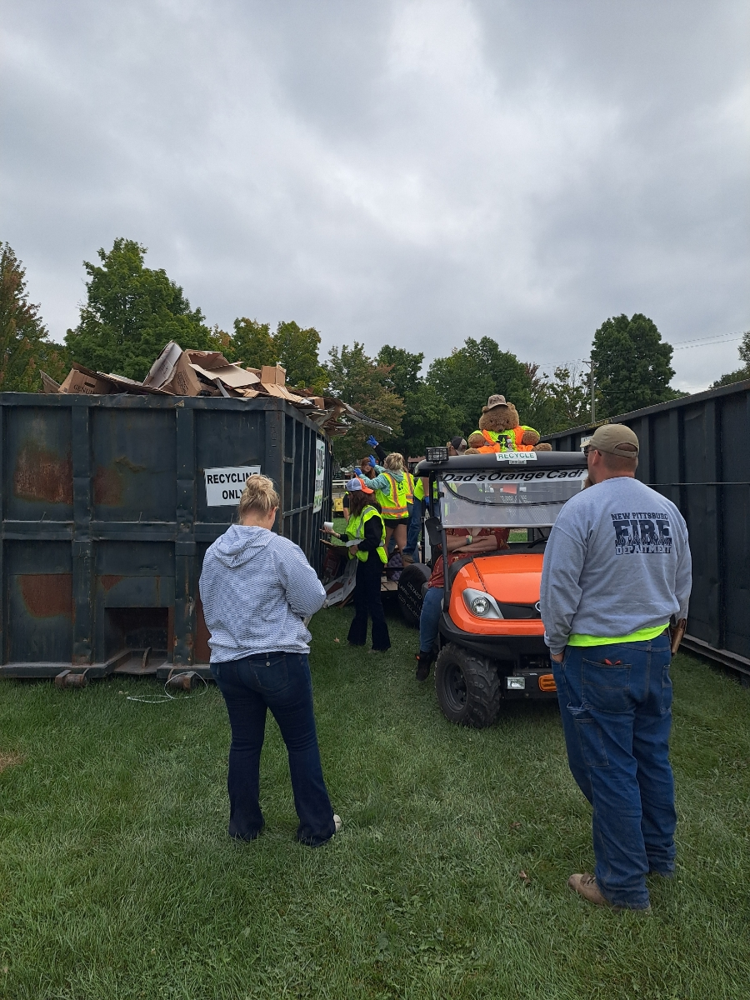 RECYCLING
ONLY
RECYCLE
Dad's Orange Cadi
NEW PITTSBURG
FIRE
DEPARTMENT